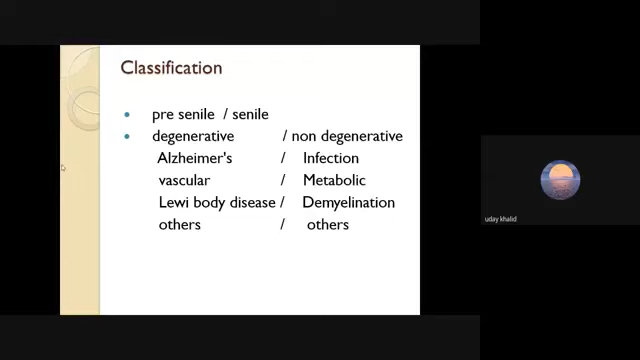 Classification
pre senile / senile
degenerative / non degenerative
Alzheimer's / Infection
vascular / Metabolic
Lewi body disease / Demyelination
others / others
uday khalid